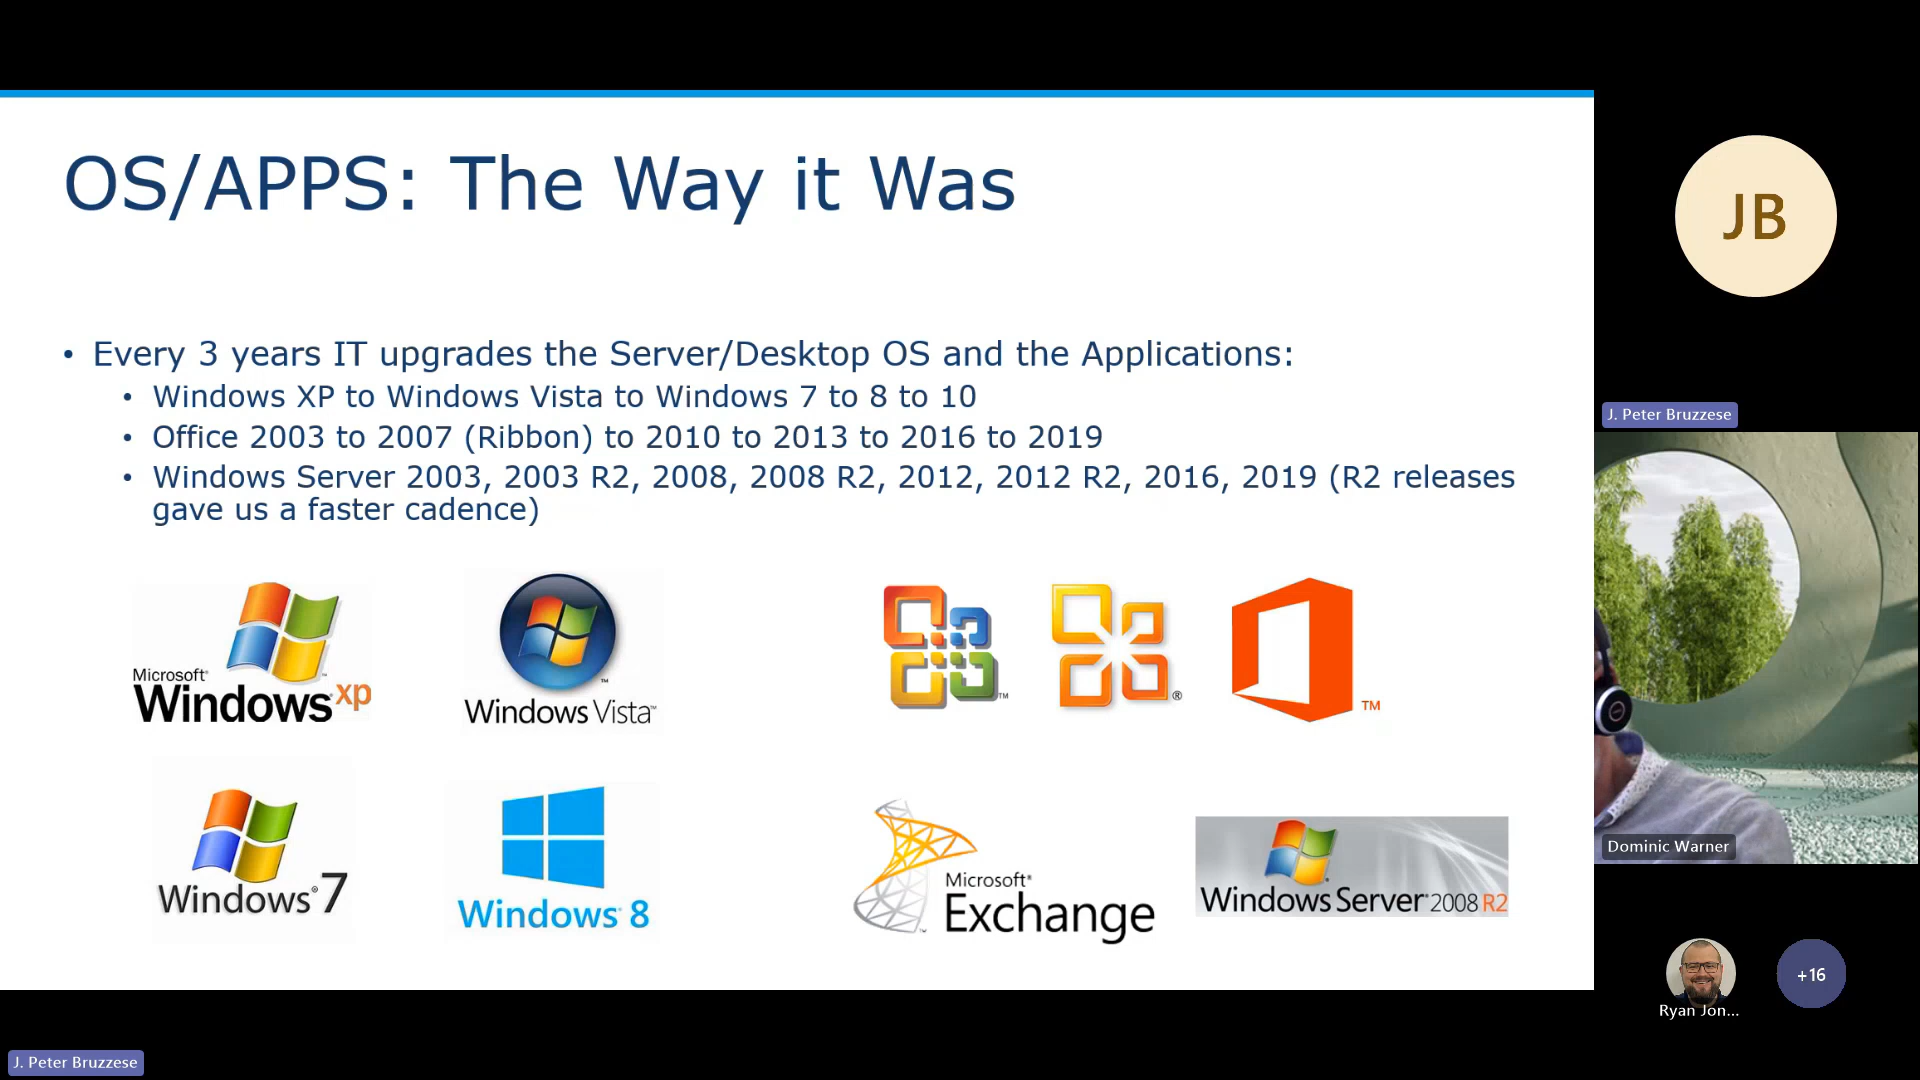 OS/APPS: The Way it Was
• Every 3 years IT upgrades the Server/Desktop OS and the Applications:
• Windows XP to Windows Vista to Windows 7 to 8 to 10
• Office 2003 to 2007 (Ribbon) to 2010 to 2013 to 2016 to 2019
• Windows Server 2003, 2003 R2, 2008, 2008 R2, 2012, 2012 R2, 2016, 2019 (R2 releases
gave us a faster cadence)
Microsoft®
Windows xp
Windows Vista™
™
®
™
Windows® 7
Windows® 8
Microsoft®
Exchange
Windows Server® 2008 R2
JB
J. Peter Bruzzese
Dominic Warner
Ryan Jon...
+16
J. Peter Bruzzese